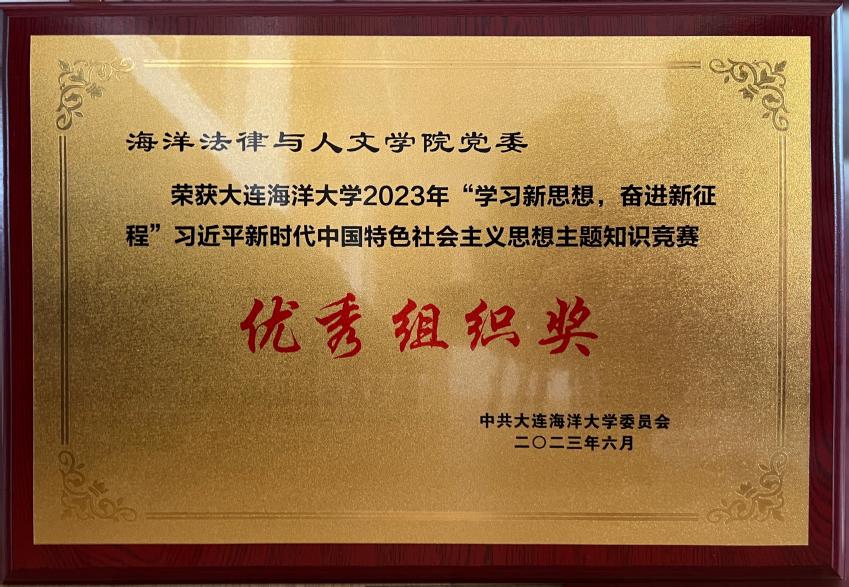 海洋法律与人文学院党委
荣获大连海洋大学2023年“学习新思想，奋进新征
程”习近平新时代中国特色社会主义思想主题知识竞赛
优秀组织奖
中共大连海洋大学委员会
二〇二三年六月